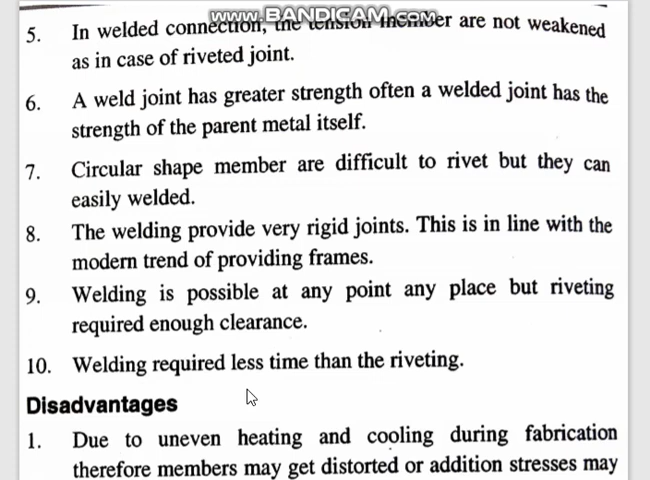 www.BANDICAM.com
5. In welded connection, the tension member are not weakened
as in case of riveted joint.
6. A weld joint has greater strength often a welded joint has the
strength of the parent metal itself.
7. Circular shape member are difficult to rivet but they can
easily welded.
8. The welding provide very rigid joints. This is in line with the
modern trend of providing frames.
9. Welding is possible at any point any place but riveting
required enough clearance.
10. Welding required less time than the riveting.
Disadvantages
1. Due to uneven heating and cooling during fabrication
therefore members may get distorted or addition stresses may